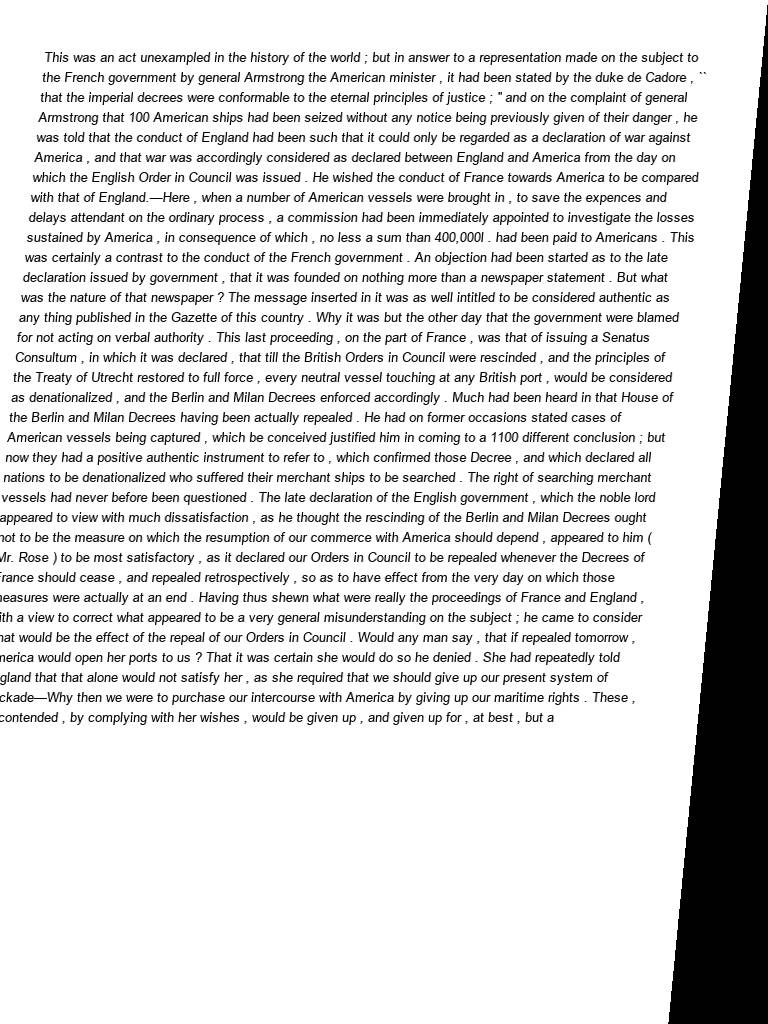 This was an act unexampled in the history of the world ; but in answer to a representation made on the subject to
the French government by general Armstrong the American minister , it had been stated by the duke de Cadore , ``
that the imperial decrees were conformable to the eternal principles of justice ; '' and on the complaint of general
Armstrong that 100 American ships had been seized without any notice being previously given of their danger , he
was told that the conduct of England had been such that it could only be regarded as a declaration of war against
America , and that war was accordingly considered as declared between England and America from the day on
which the English Order in Council was issued . He wished the conduct of France towards America to be compared
with that of England.—Here , when a number of American vessels were brought in , to save the expences and
delays attendant on the ordinary process , a commission had been immediately appointed to investigate the losses
sustained by America , in consequence of which , no less a sum than 400,000l . had been paid to Americans . This
was certainly a contrast to the conduct of the French government . An objection had been started as to the late
declaration issued by government , that it was founded on nothing more than a newspaper statement . But what
was the nature of that newspaper ? The message inserted in it was as well intitled to be considered authentic as
any thing published in the Gazette of this country . Why it was but the other day that the government were blamed
for not acting on verbal authority . This last proceeding , on the part of France , was that of issuing a Senatus
Consultum , in which it was declared , that till the British Orders in Council were rescinded , and the principles of
the Treaty of Utrecht restored to full force , every neutral vessel touching at any British port , would be considered
as denationalized , and the Berlin and Milan Decrees enforced accordingly . Much had been heard in that House of
the Berlin and Milan Decrees having been actually repealed . He had on former occasions stated cases of
American vessels being captured , which be conceived justified him in coming to a 1100 different conclusion ; but
now they had a positive authentic instrument to refer to , which confirmed those Decree , and which declared all
nations to be denationalized who suffered their merchant ships to be searched . The right of searching merchant
vessels had never before been questioned . The late declaration of the English government , which the noble lord
appeared to view with much dissatisfaction , as he thought the rescinding of the Berlin and Milan Decrees ought
not to be the measure on which the resumption of our commerce with America should depend , appeared to him (
Mr. Rose ) to be most satisfactory , as it declared our Orders in Council to be repealed whenever the Decrees of
France should cease , and repealed retrospectively , so as to have effect from the very day on which those
measures were actually at an end . Having thus shewn what were really the proceedings of France and England ,
with a view to correct what appeared to be a very general misunderstanding on the subject ; he came to consider
what would be the effect of the repeal of our Orders in Council . Would any man say , that if repealed tomorrow ,
America would open her ports to us ? That it was certain she would do so he denied . She had repeatedly told
gland that that alone would not satisfy her , as she required that we should give up our present system of
ckade—Why then we were to purchase our intercourse with America by giving up our maritime rights . These ,
contended , by complying with her wishes , would be given up , and given up for , at best , but a